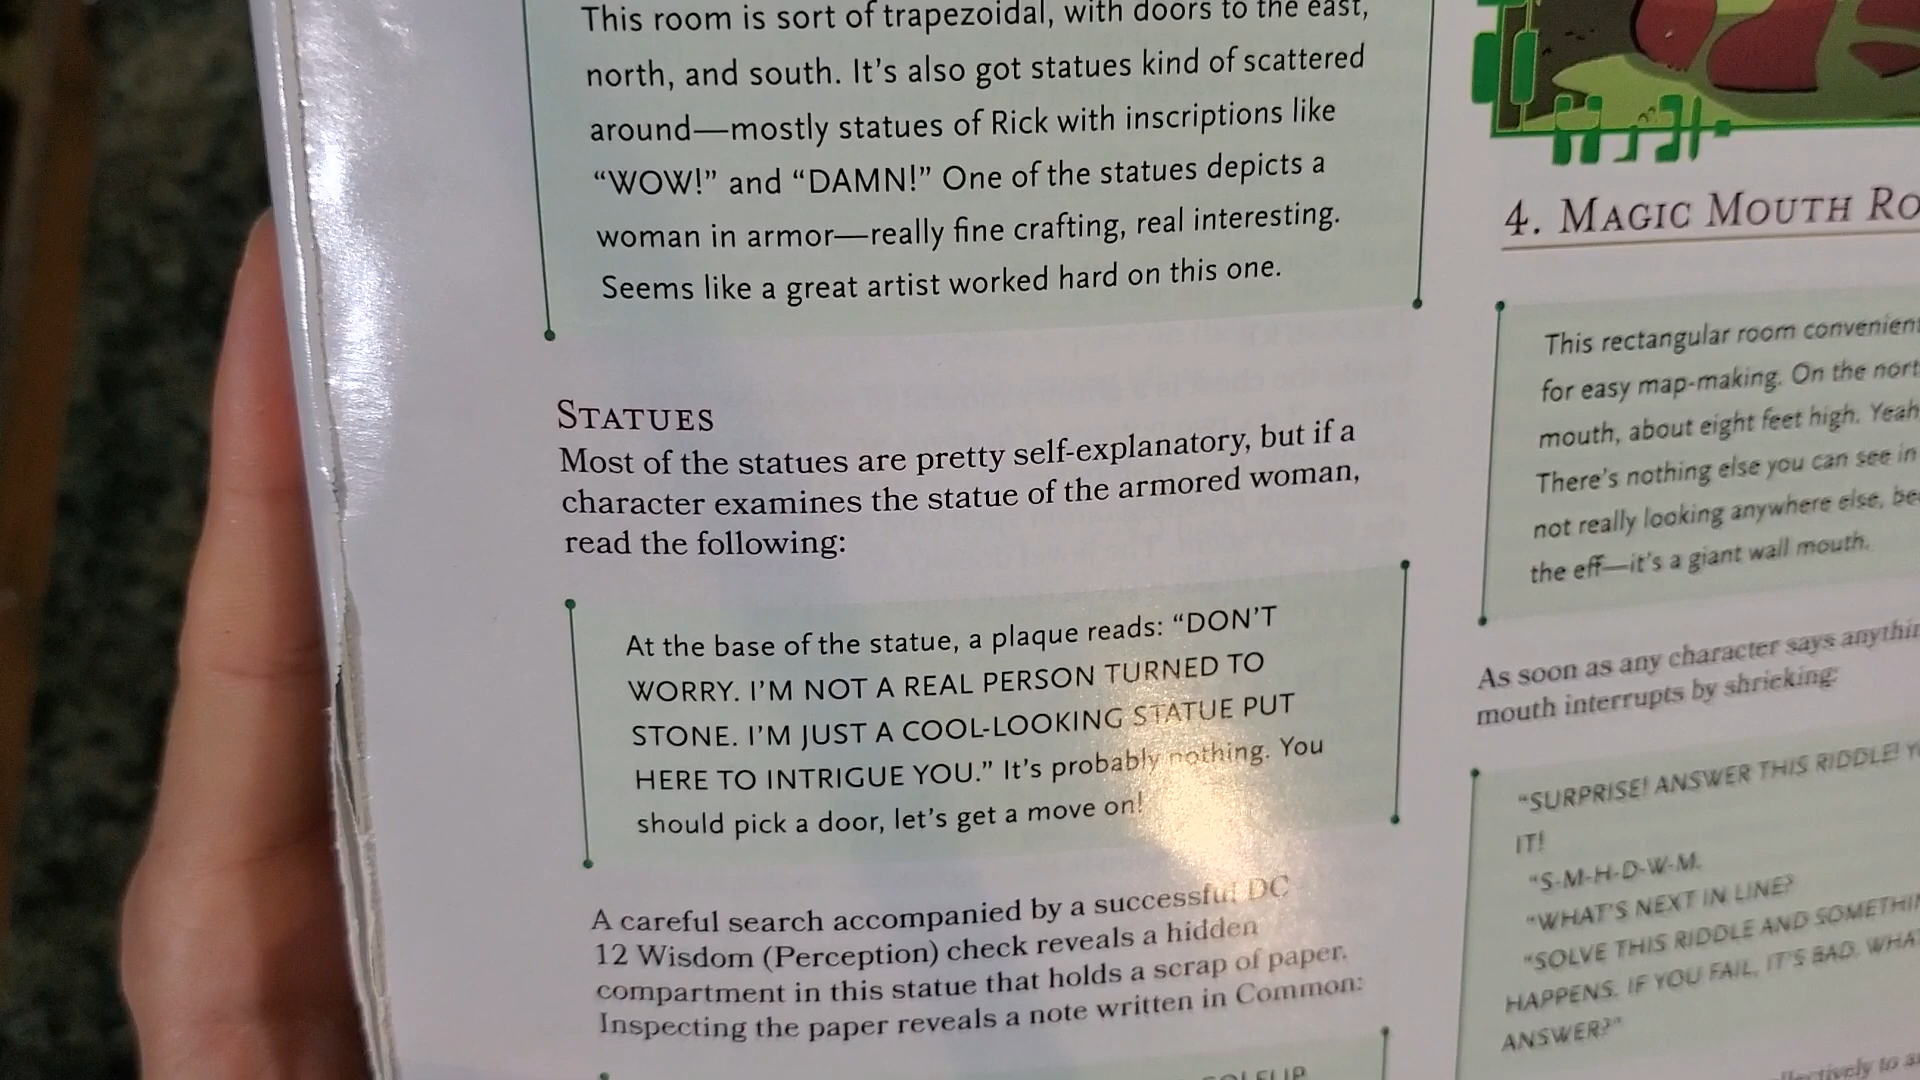 This room is sort of trapezoidal, with doors to the east,
north, and south. It's also got statues kind of scattered
around—mostly statues of Rick with inscriptions like
“WOW!” and “DAMN!” One of the statues depicts a
woman in armor—really fine crafting, real interesting.
Seems like a great artist worked hard on this one.
STATUES
Most of the statues are pretty self-explanatory, but if a
character examines the statue of the armored woman,
read the following:
At the base of the statue, a plaque reads: “DON'T
WORRY. I'M NOT A REAL PERSON TURNED TO
STONE. I'M JUST A COOL-LOOKING STATUE PUT
HERE TO INTRIGUE YOU.” It's probably nothing. You
should pick a door, let's get a move on!
A careful search accompanied by a successful DC
12 Wisdom (Perception) check reveals a hidden
compartment in this statue that holds a scrap of paper.
Inspecting the paper reveals a note written in Common:
4. MAGIC MOUTH
This rectangular room
for easy map-making. On the
mouth, about eight feet high. Yeah
There's nothing else you can see in
not really looking anywhere else,
the eff—it's a giant wall mouth.
As soon as any character says
mouth interrupts by shrieking:
“SURPRISE! ANSWER THIS RIDDLE!
IT!
“S-M-H-D-W-M.
“WHAT'S NEXT IN LINE?
“SOLVE THIS RIDDLE AND
HAPPENS. IF YOU FAIL, IT'S BAD.
ANSWER?”